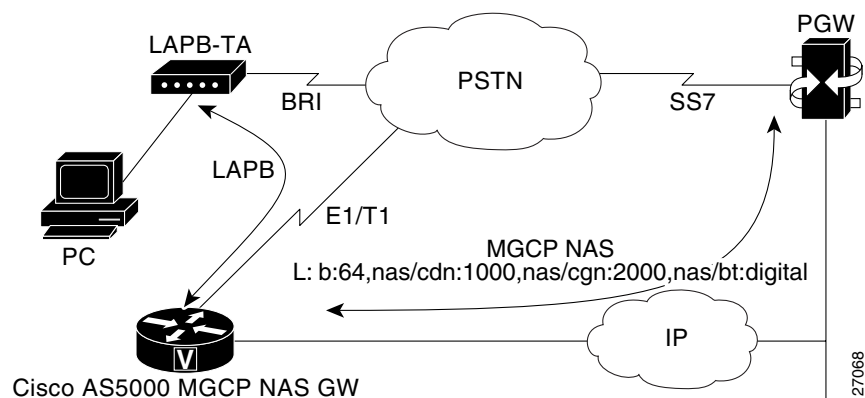 PGW
LAPB-TA
PSTN
BRI
SS7
LAPB
E1/T1
PC
MGCP NAS
L: b:64,nas/cdn:1000,nas/cgn:2000,nas/bt:digital
V
IP
Cisco AS5000 MGCP NAS GW
27068